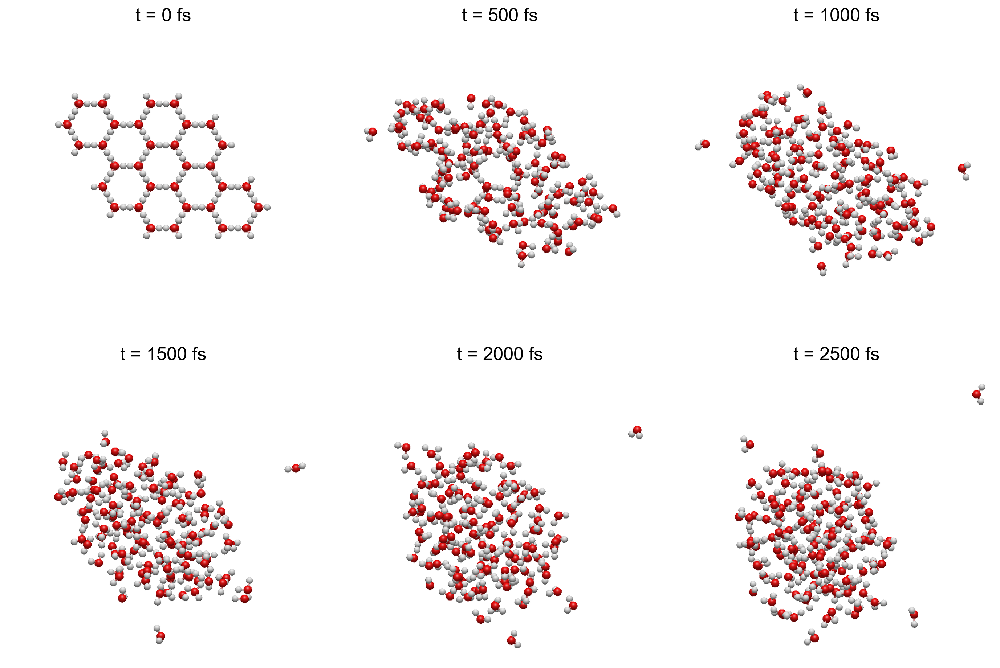 t = 0 fs
t = 500 fs
t = 1000 fs
t = 1500 fs
t = 2000 fs
t = 2500 fs